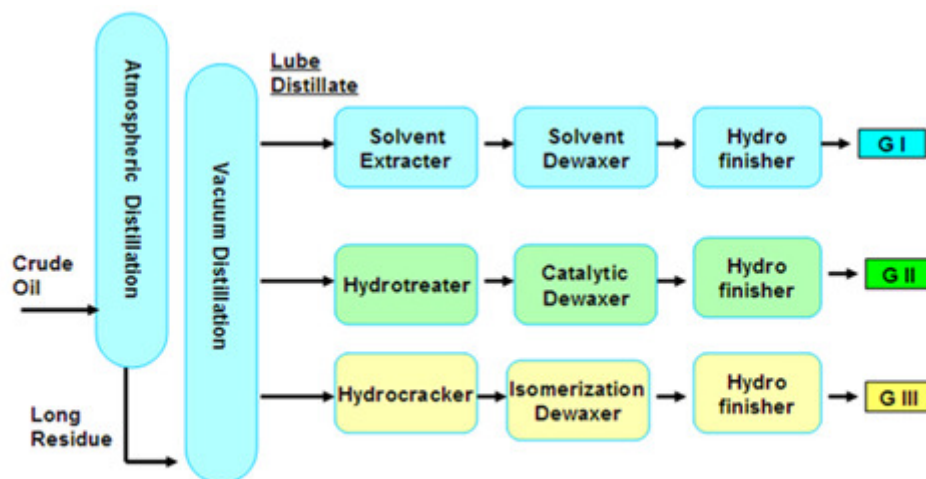 Atmospheric Distillation
Vacuum Distillation
Crude
Oil
Long
Residue
Lube
Distillate
Solvent
Extracter
Solvent
Dewaxer
Hydro
finisher
G I
Hydrotreater
Catalytic
Dewaxer
Hydro
finisher
G II
Hydrocracker
Isomerization
Dewaxer
Hydro
finisher
G III